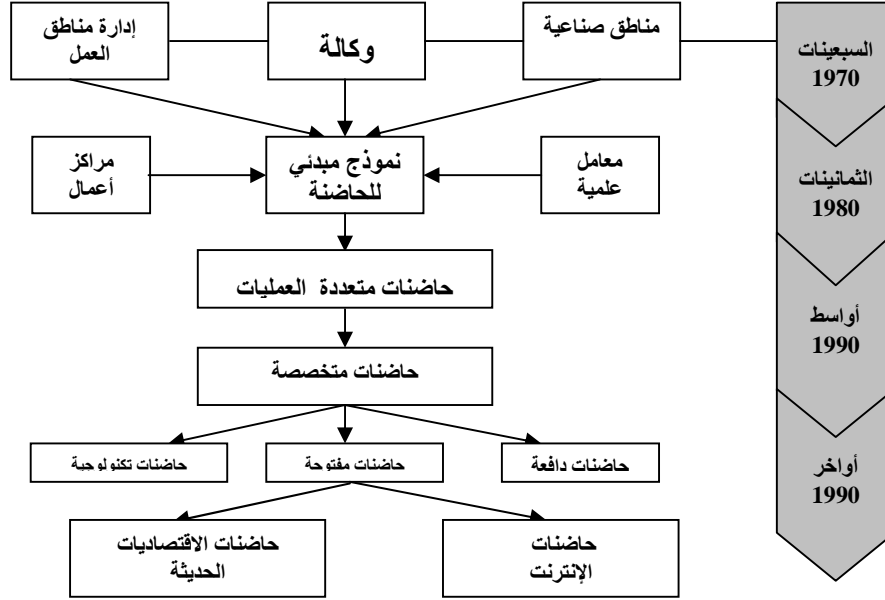 مناطق صناعية
وكالة
إدارة مناطق
العمل
معامل
علمية
نموذج مبدئي
للحاضنة
مراكز
أعمال
حاضنات متعددة العمليات
حاضنات متخصصة
حاضنات دافعة
حاضنات مفتوحة
حاضنات تكنولوجية
حاضنات
الإنترنت
حاضنات الاقتصاديات
الحديثة
السبعينات
1970
الثمانينات
1980
أواسط
1990
أواخر
1990